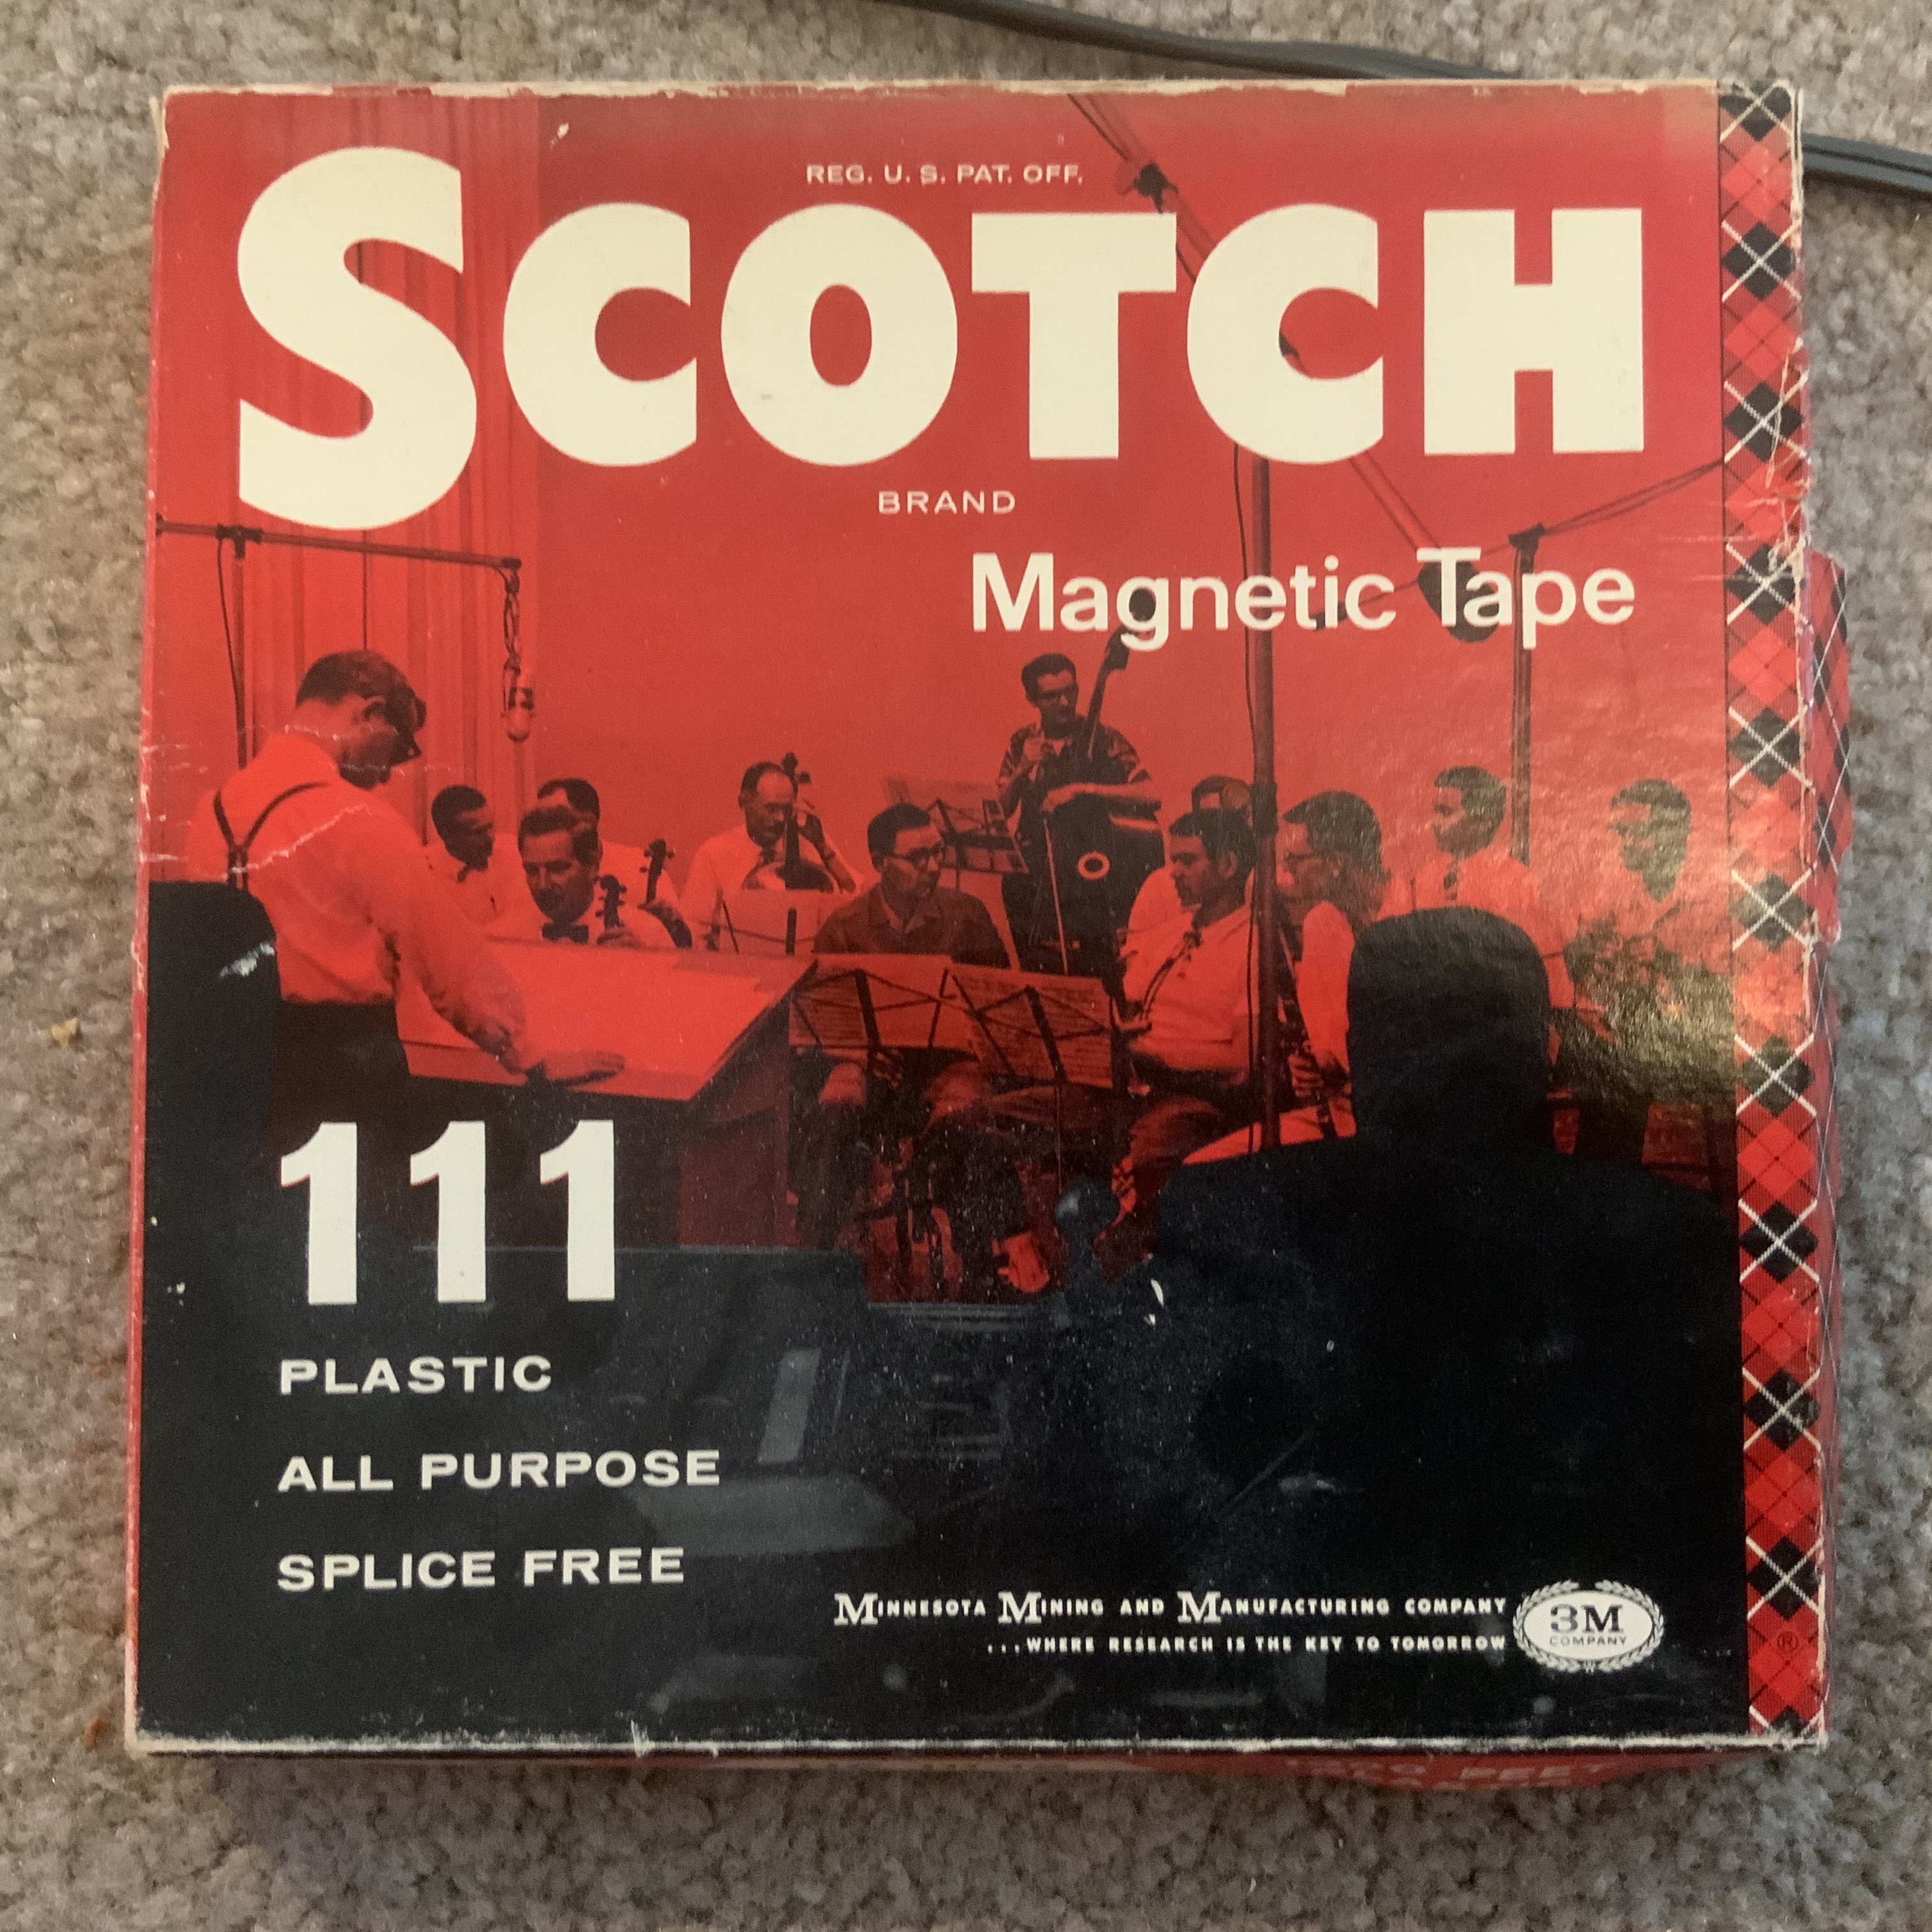 REG. U. S. PAT. OFF.
SCOTCH
BRAND
Magnetic Tape
111
PLASTIC
ALL PURPOSE
SPLICE FREE
MINNESOTA MINING AND MANUFACTURING COMPANY
...WHERE RESEARCH IS THE KEY TO TOMORROW
3M
COMPANY
®
FEET